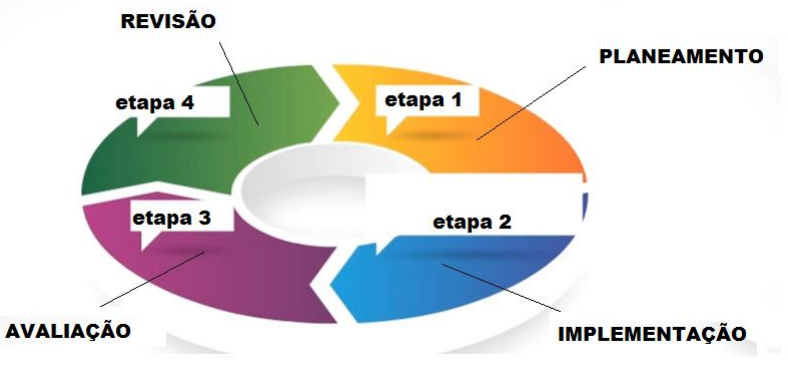 REVISÃO
PLANEAMENTO
etapa 4
etapa 1
etapa 3
etapa 2
AVALIAÇÃO
IMPLEMENTAÇÃO